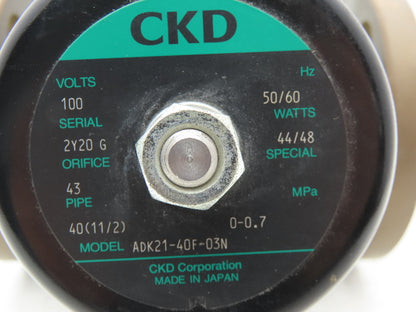 CKD
VOLTS Hz
100 50/60
SERIAL WATTS
2Y20 G 44/48
ORIFICE SPECIAL
43
PIPE MPa
40(11/2) 0-0.7
MODEL ADK21-40F-03N
CKD Corporation
MADE IN JAPAN